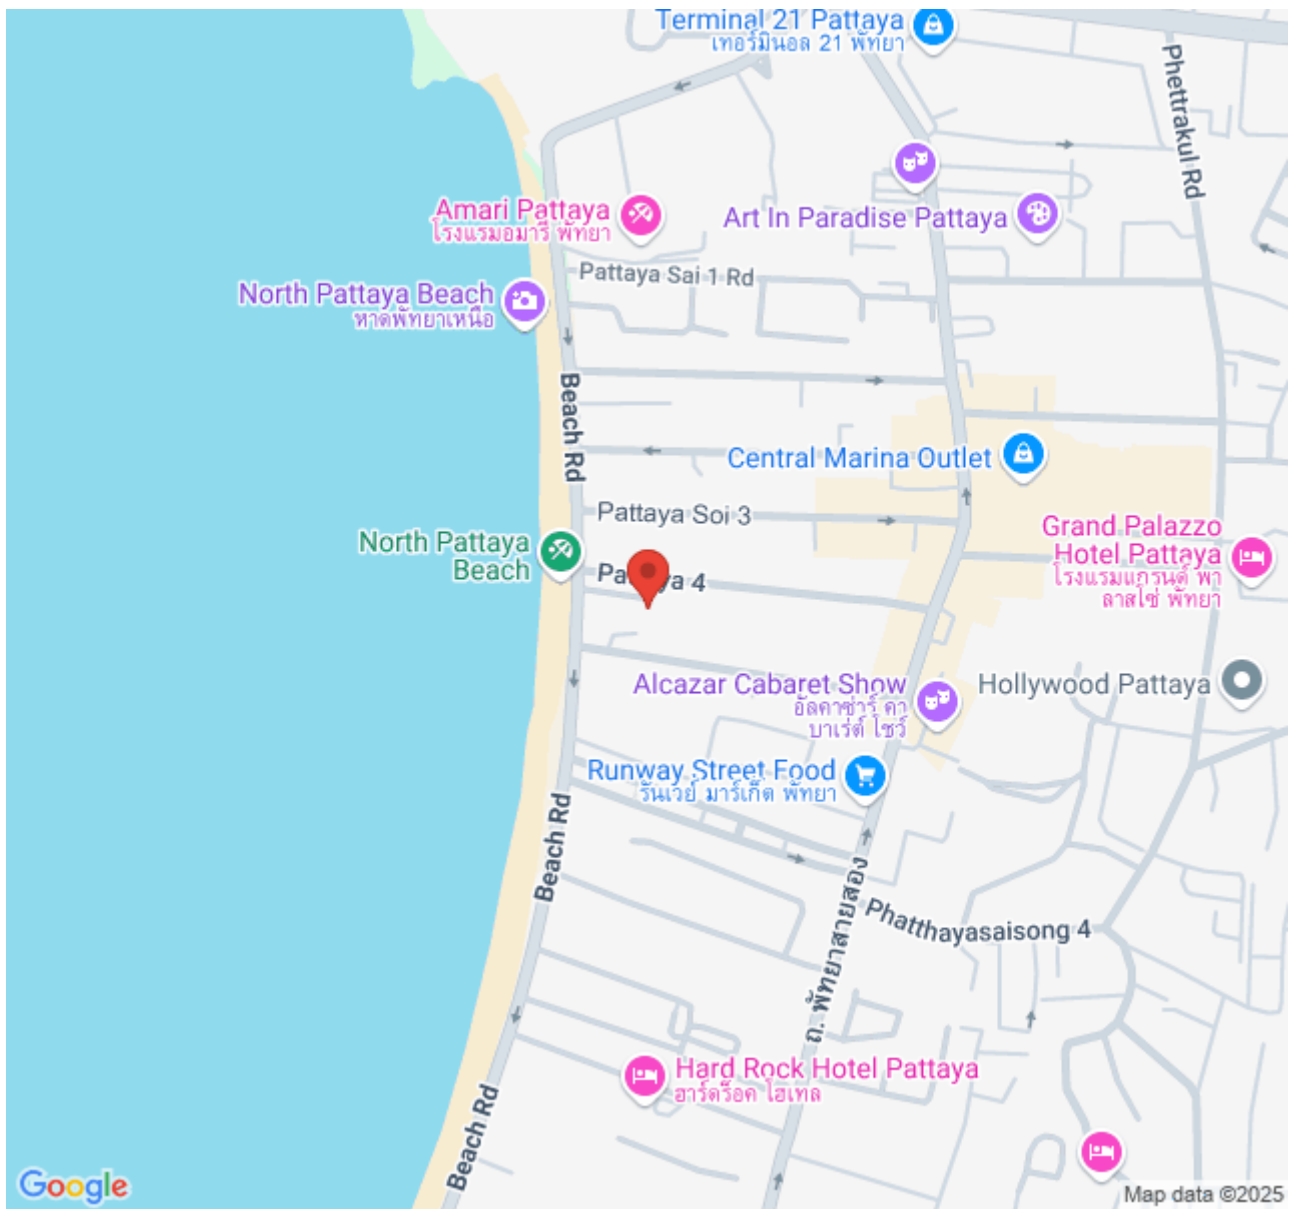 Terminal 21 Pattaya
เทอร์มินอล 21 พัทยา
Phettrakul Rd
Amari Pattaya
โรงแรมอมารี พัทยา
Art In Paradise Pattaya
Pattaya Sai 1 Rd
North Pattaya Beach
หาดพัทยาเหนือ
Beach Rd
Central Marina Outlet
Pattaya Soi 3
Grand Palazzo
Hotel Pattaya
โรงแรมแกรนด์ พา
ลาสโซ่ พัทยา
North Pattaya
Beach
4
Alcazar Cabaret Show
อัลคาซ่าร์ คา
บาเร่ต์ โชว์
Hollywood Pattaya
Runway Street Food
รันเวย์ มาร์เก็ต พัทยา
Beach Rd
ถ. พัทยาสายสอง
Phatthayasaisong 4
Hard Rock Hotel Pattaya
ฮาร์ดร็อค โฮเทล
Beach Rd
Google
Map data ©2025